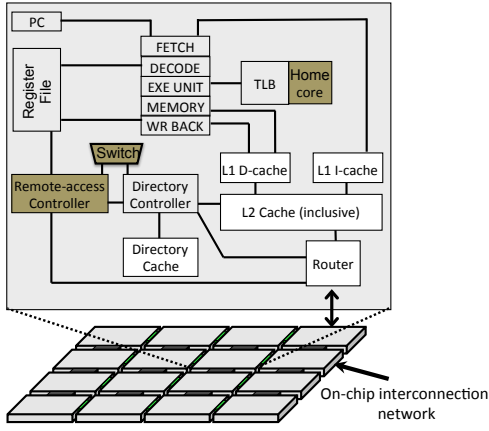 PC
FETCH
DECODE
EXE UNIT
MEMORY
WR BACK
Register
File
TLB
Home
core
Switch
L1 D-cache
L1 I-cache
Remote-access
Controller
Directory
Controller
L2 Cache (inclusive)
Directory
Cache
Router
On-chip interconnection
network